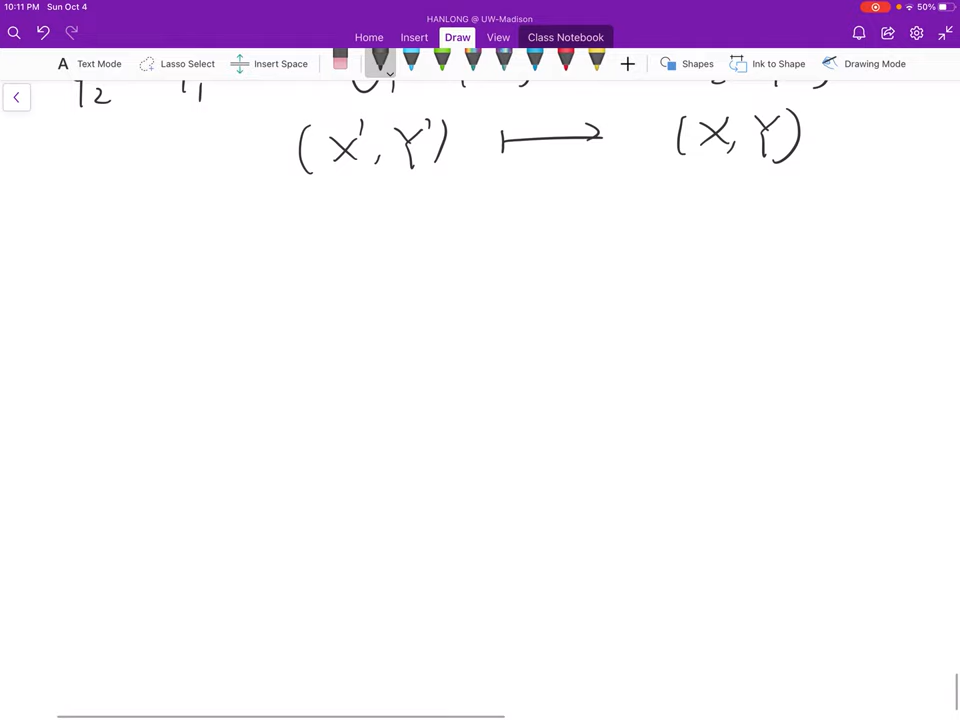 10:11 PM Sun Oct 4
50%
HANLONG @ UW-Madison
Home Insert Draw View Class Notebook
Text Mode Lasso Select Insert Space Shapes Ink to Shape Drawing Mode
(X', Y') ↦ (X, Y)